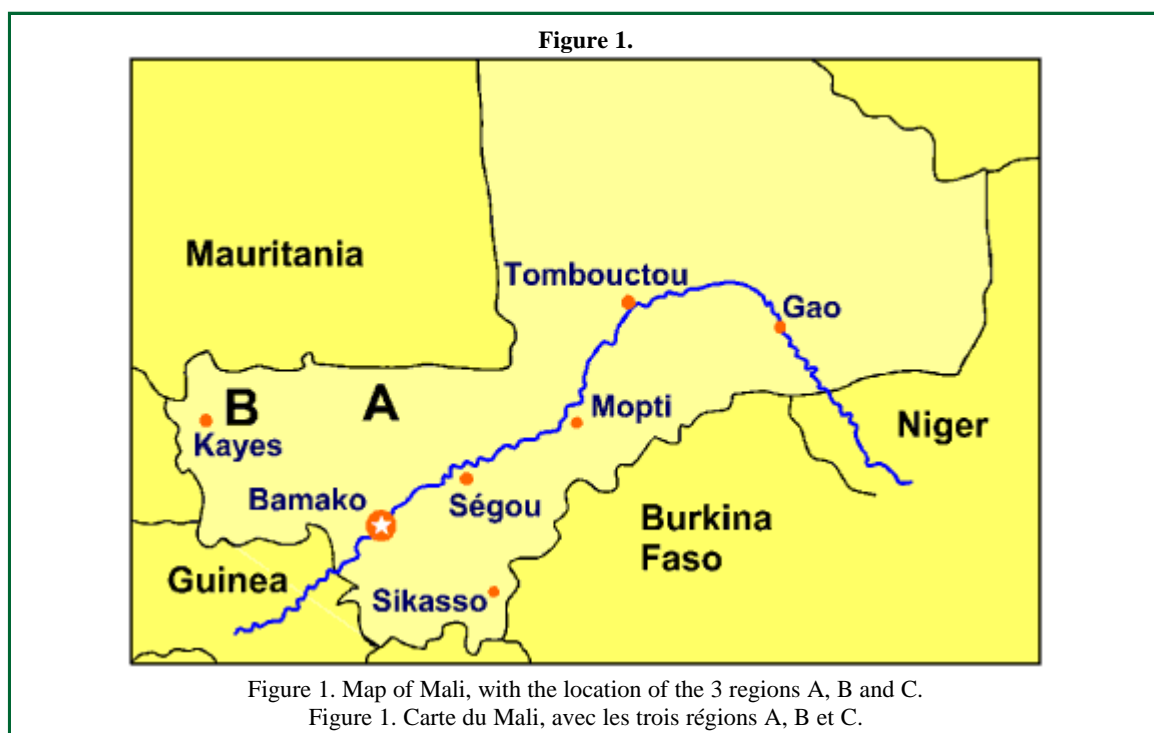 Figure 1.
Mauritania
Tombouctou
Gao
B
A
Mopti
Kayes
Niger
Bamako
Ségou
Burkina
Faso
Guinea
Sikasso
Figure 1. Map of Mali, with the location of the 3 regions A, B and C.
Figure 1. Carte du Mali, avec les trois régions A, B et C.